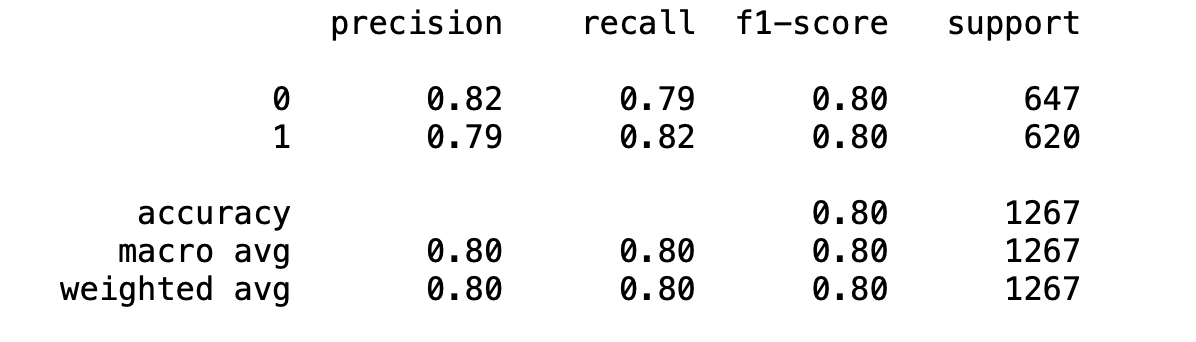 precision recall f1-score support
0 0.82 0.79 0.80 647
1 0.79 0.82 0.80 620
accuracy 0.80 1267
macro avg 0.80 0.80 0.80 1267
weighted avg 0.80 0.80 0.80 1267